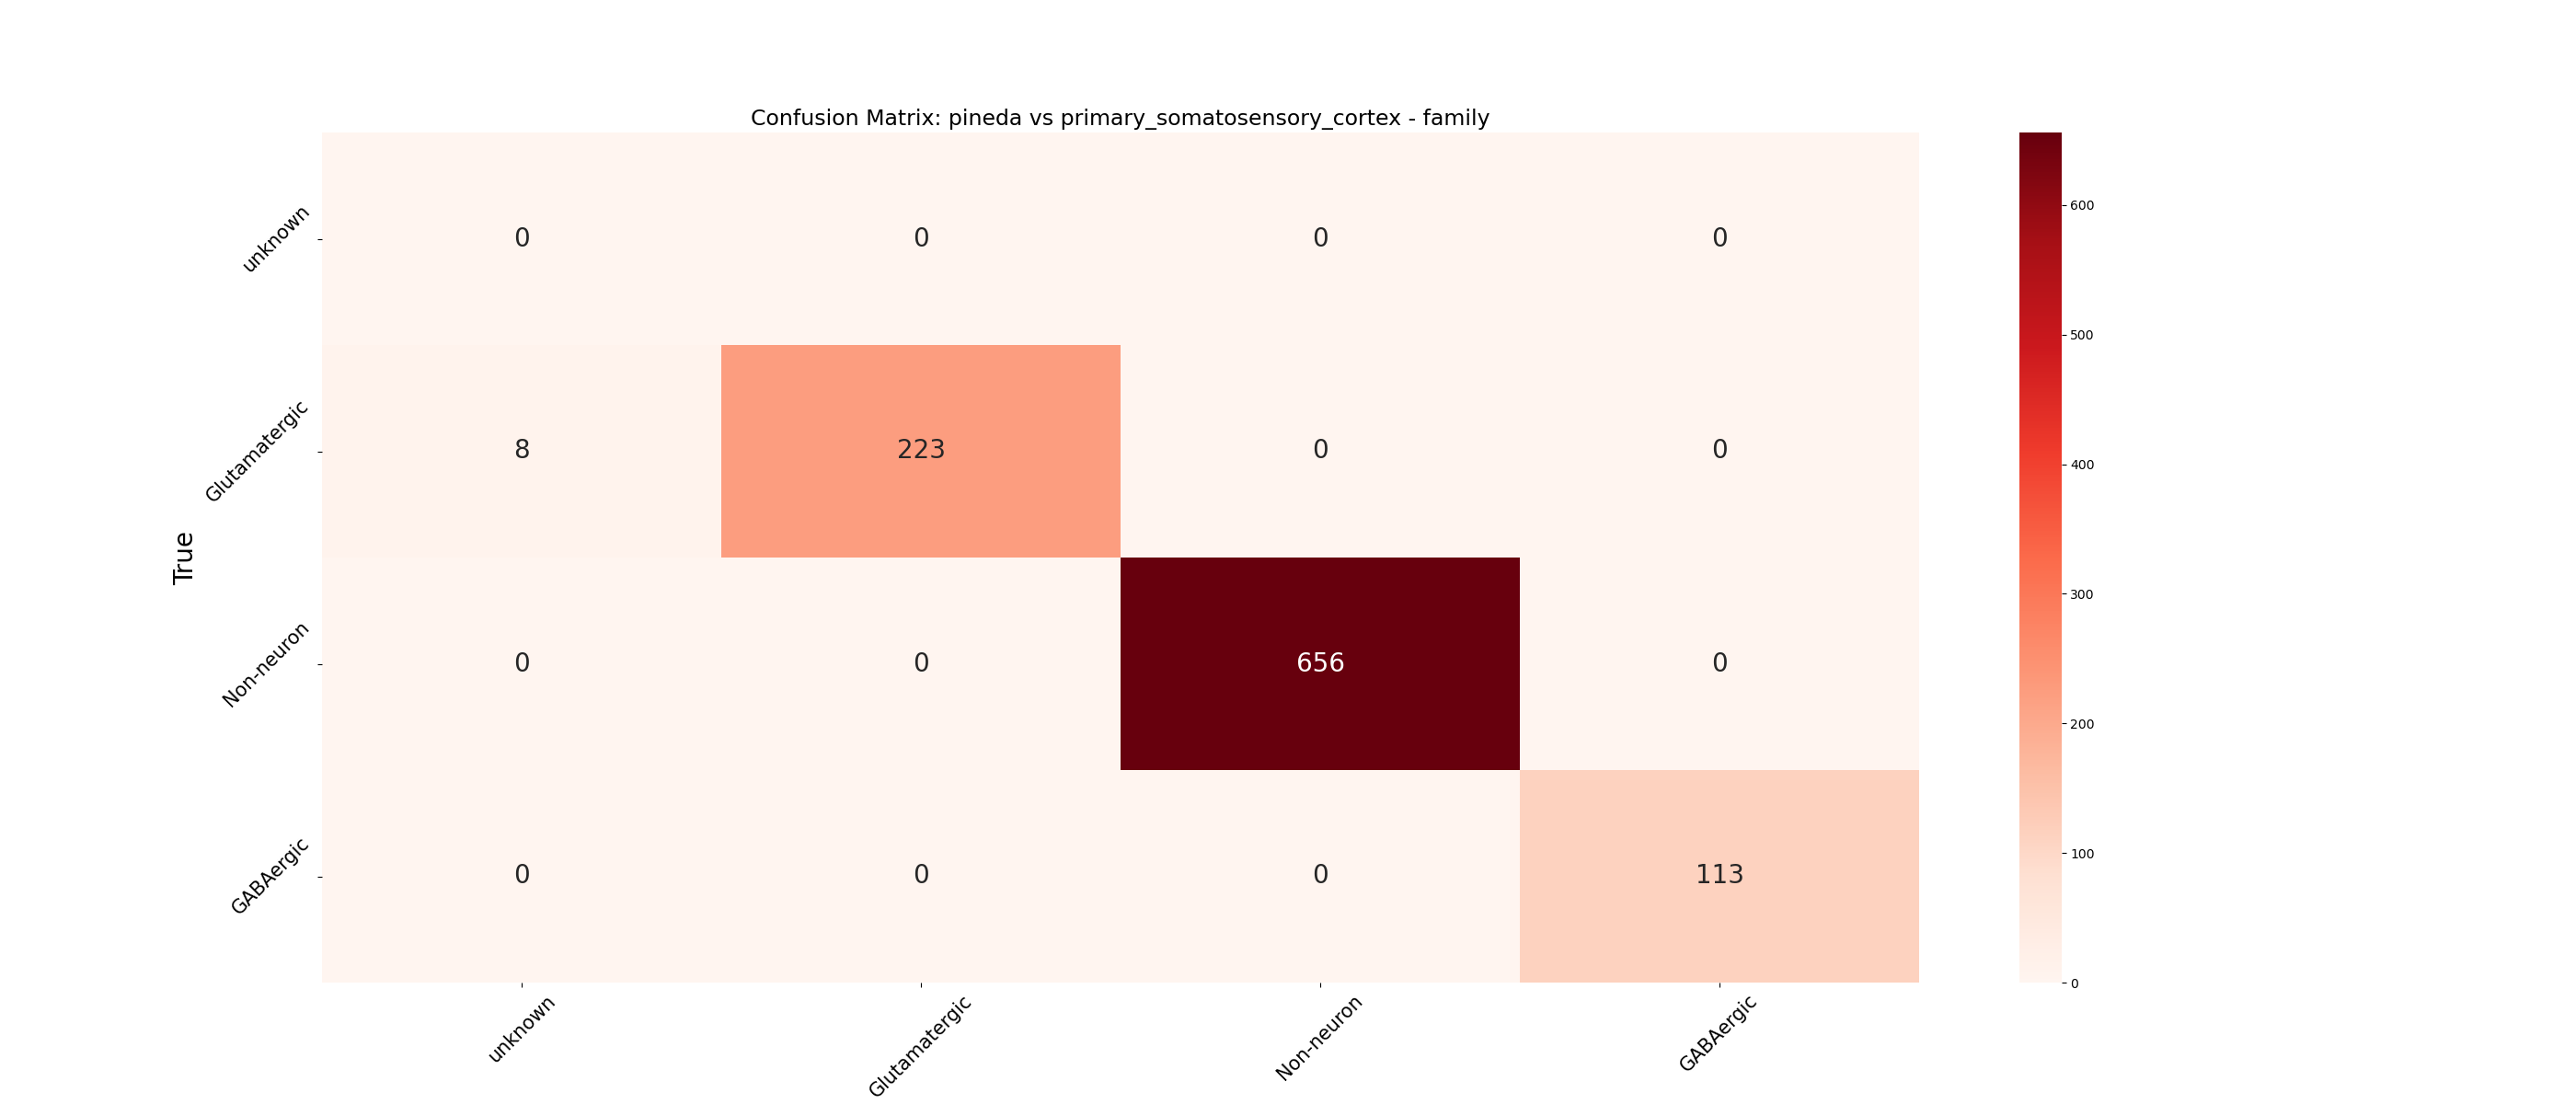 Confusion Matrix: pineda vs primary_somatosensory_cortex - family
True
unknown 0 0 0 0
Glutamatergic 8 223 0 0
Non-neuron 0 0 656 0
GABAergic 0 0 0 113
unknown Glutamatergic Non-neuron GABAergic
600
500
400
300
200
100
0